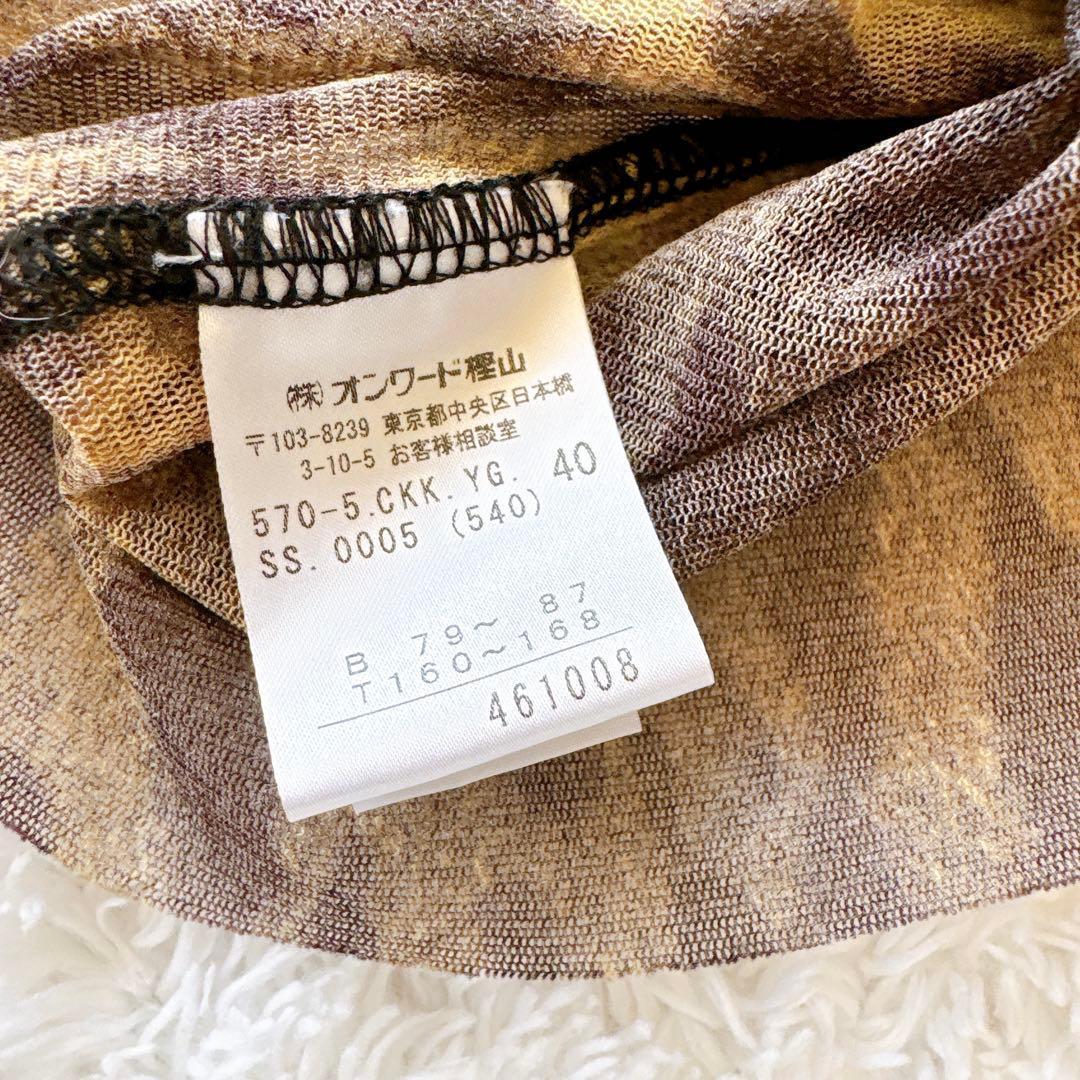 (株)オンワード樫山
〒103-8239 東京都中央区日本橋
3-10-5 お客様相談室
570-5.CKK.YG. 40
SS. 0005 (540)
B 79～ 87
T160～168
461008